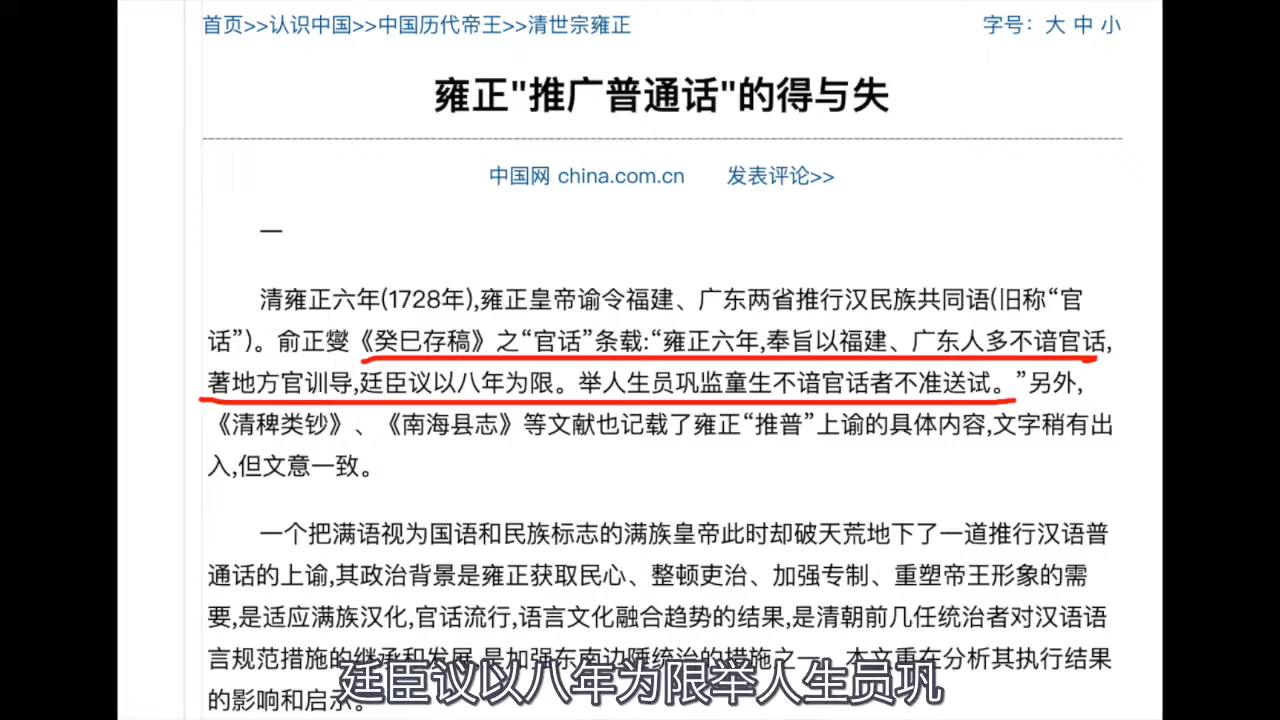 首页>>认识中国>>中国历代帝王>>清世宗雍正
字号：大 中 小
雍正"推广普通话"的得与失
中国网 china.com.cn 发表评论>>
一
清雍正六年(1728年),雍正皇帝谕令福建、广东两省推行汉民族共同语(旧称“官
话”)。俞正燮《癸巳存稿》之“官话”条载:“雍正六年,奉旨以福建、广东人多不谙官话,
著地方官训导,廷臣议以八年为限。举人生员巩监童生不谙官话者不准送试。”另外,
《清稗类钞》、《南海县志》等文献也记载了雍正“推普”上谕的具体内容,文字稍有出
入,但文意一致。
一个把满语视为国语和民族标志的满族皇帝此时却破天荒地下了一道推行汉语普
通话的上谕,其政治背景是雍正获取民心、整顿吏治、加强专制、重塑帝王形象的需
要,是适应满族汉化,官话流行,语言文化融合趋势的结果,是清朝前几任统治者对汉语语
言规范措施的继承和发展,是加强东南边陲统治的措施之一。本文重在分析其执行结果
的影响和启示。
廷臣议以八年为限举人生员巩